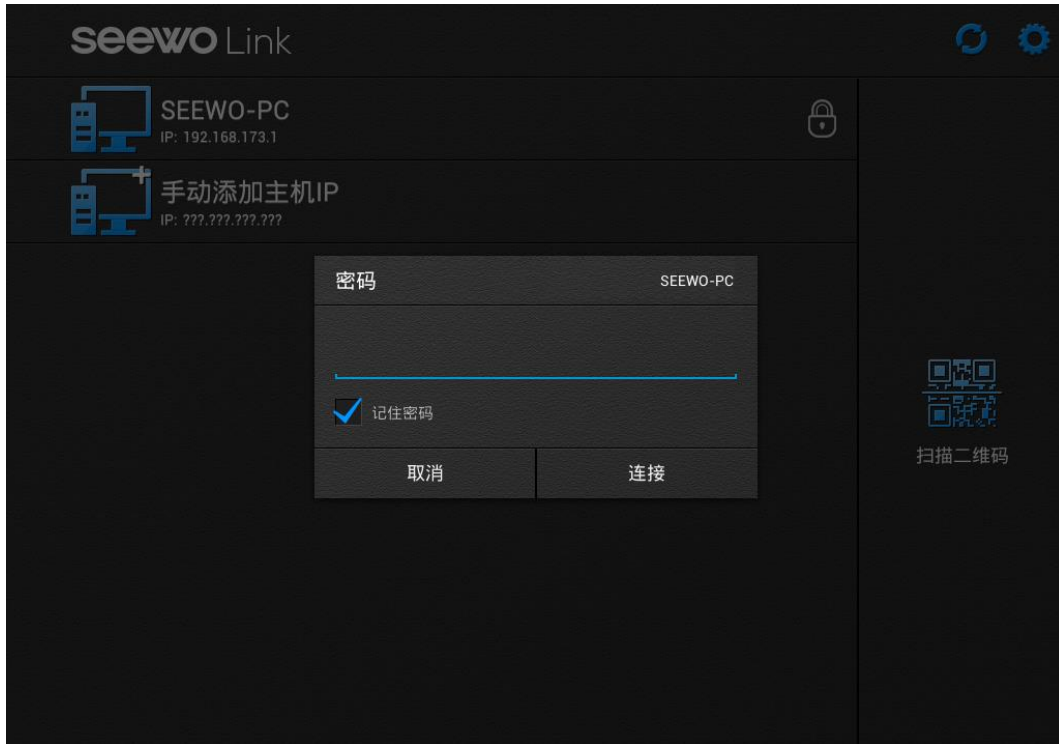 seewo Link
SEEWO-PC
IP: 192.168.173.1
手动添加主机IP
IP: ???.???.???.???
密码 SEEWO-PC
记住密码
取消 连接
扫描二维码